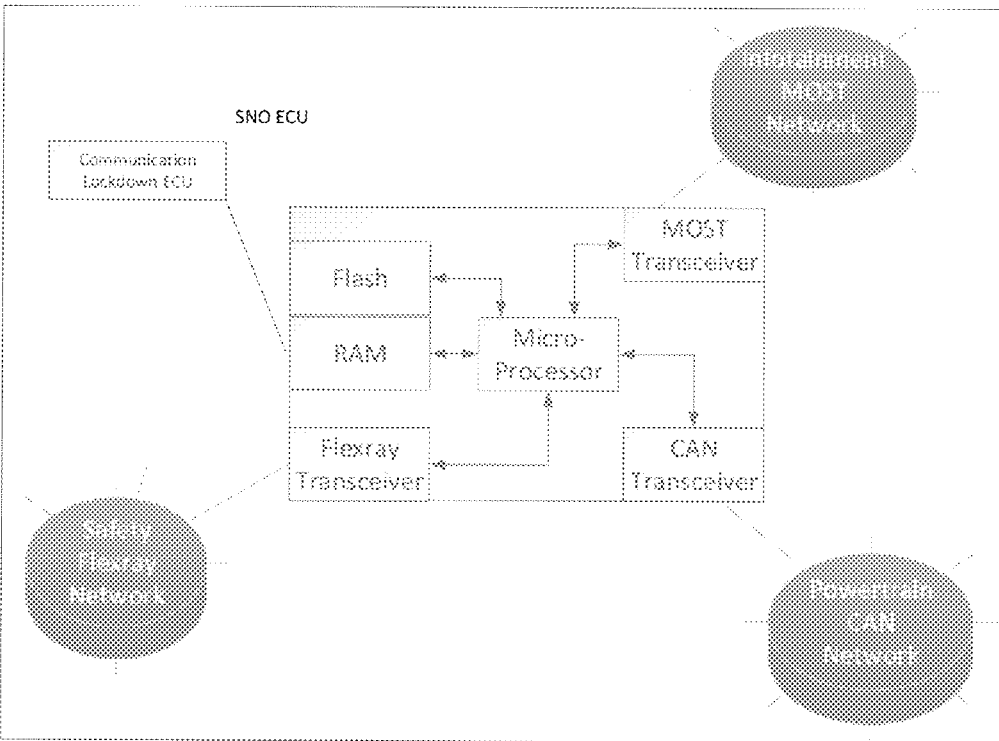 SNO ECU
Communication
Lockdown ECU
Infotainment
MOST
Network
MOST
Transceiver
Flash
RAM
Micro-
Processor
Flexray
Transceiver
CAN
Transceiver
Safety
Flexray
Network
Powertrain
CAN
Network